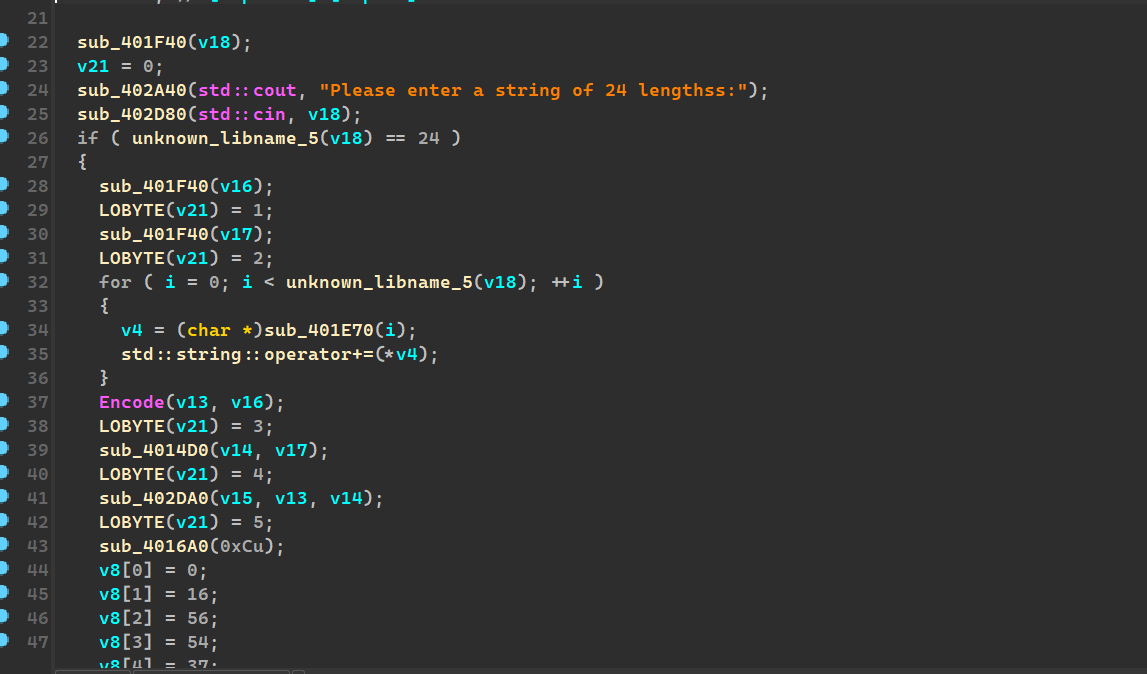 21
22 sub_401F40(v18);
23 v21 = 0;
24 sub_402A40(std::cout, "Please enter a string of 24 lengthss:");
25 sub_402D80(std::cin, v18);
26 if ( unknown_libname_5(v18) == 24 )
27 {
28 sub_401F40(v16);
29 LOBYTE(v21) = 1;
30 sub_401F40(v17);
31 LOBYTE(v21) = 2;
32 for ( i = 0; i < unknown_libname_5(v18); ++i )
33 {
34 v4 = (char *)sub_401E70(i);
35 std::string::operator+=(*v4);
36 }
37 Encode(v13, v16);
38 LOBYTE(v21) = 3;
39 sub_4014D0(v14, v17);
40 LOBYTE(v21) = 4;
41 sub_402DA0(v15, v13, v14);
42 LOBYTE(v21) = 5;
43 sub_4016A0(0xCu);
44 v8[0] = 0;
45 v8[1] = 16;
46 v8[2] = 56;
47 v8[3] = 54;
v8[4] = 37;